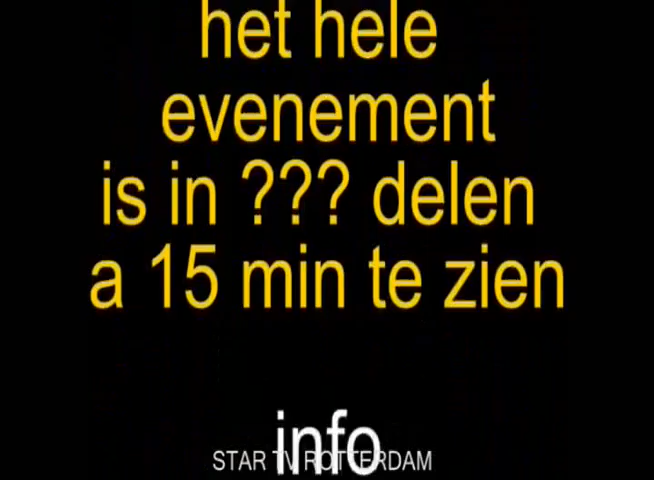 het hele
evenement
is in ??? delen
a 15 min te zien
info
STAR TV ROTTERDAM